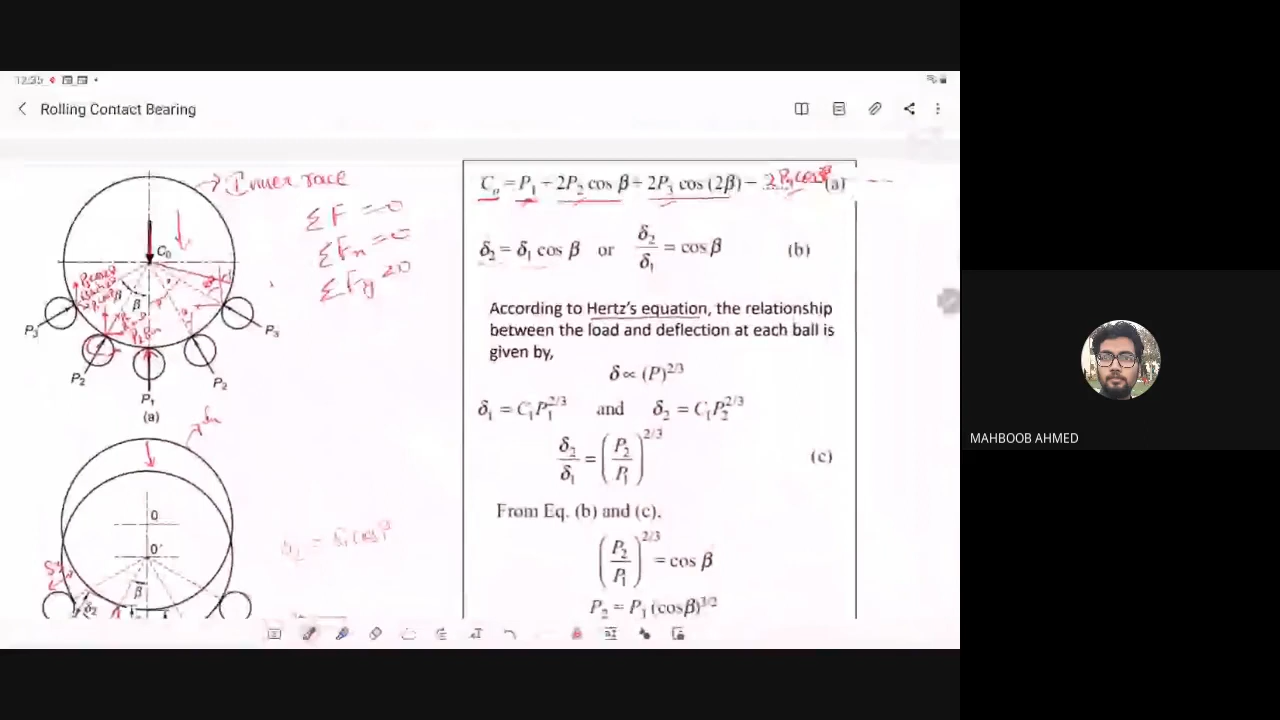 12:35
Rolling Contact Bearing
Inner race
ΣF = 0
ΣFx = 0
ΣFy = 0
C₀
β
β
P₃
P₃
P₂
P₂
P₁
(a)
O
O'
β
δ₂
C₀ = P₁ + 2P₂ cos β + 2P₃ cos (2β) + (a)
δ₂ = δ₁ cos β or δ₂/δ₁ = cos β (b)
According to Hertz's equation, the relationship
between the load and deflection at each ball is
given by,
δ ∝ (P)^2/3
δ₁ = C₁P₁^2/3 and δ₂ = C₁P₂^2/3
δ₂/δ₁ = (P₂/P₁)^2/3 (c)
From Eq. (b) and (c),
(P₂/P₁)^2/3 = cos β
P₂ = P₁ (cosβ)^3/2
MAHBOOB AHMED